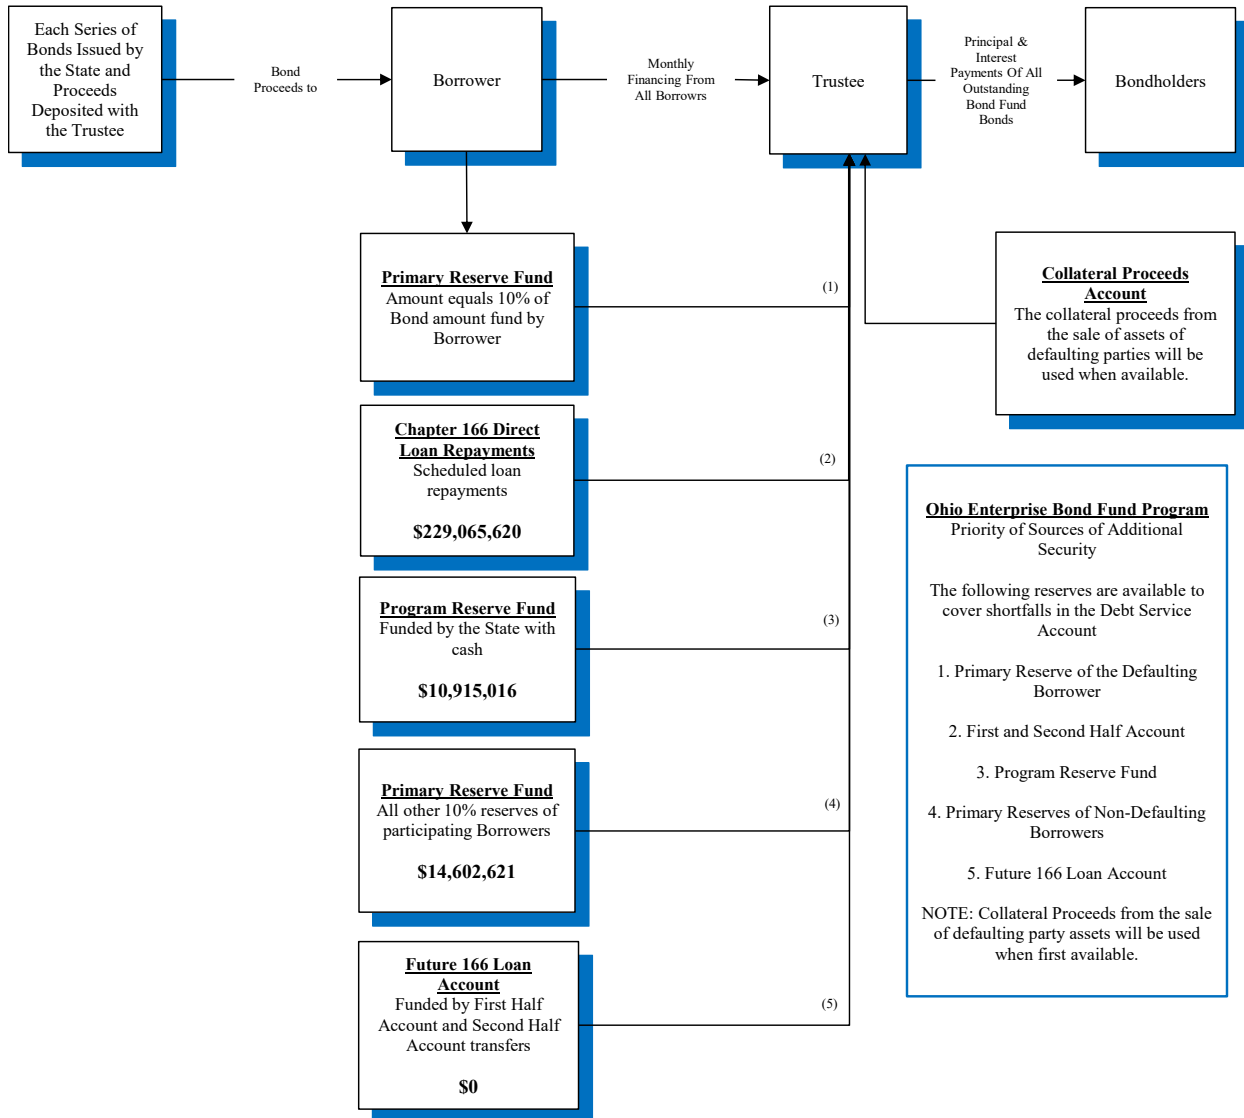 Each Series of
Bonds Issued by
the State and
Proceeds
Deposited with
the Trustee
Bond
Proceeds to
Borrower
Monthly
Financing From
All Borrowrs
Trustee
Principal &
Interest
Payments Of All
Outstanding
Bond Fund
Bonds
Bondholders
Primary Reserve Fund
Amount equals 10% of
Bond amount fund by
Borrower
(1)
Collateral Proceeds
Account
The collateral proceeds from
the sale of assets of
defaulting parties will be
used when available.
Chapter 166 Direct
Loan Repayments
Scheduled loan
repayments
$229,065,620
(2)
Program Reserve Fund
Funded by the State with
cash
$10,915,016
(3)
Primary Reserve Fund
All other 10% reserves of
participating Borrowers
$14,602,621
(4)
Future 166 Loan
Account
Funded by First Half
Account and Second Half
Account transfers
$0
(5)
Ohio Enterprise Bond Fund Program
Priority of Sources of Additional
Security
The following reserves are available to
cover shortfalls in the Debt Service
Account
1. Primary Reserve of the Defaulting
Borrower
2. First and Second Half Account
3. Program Reserve Fund
4. Primary Reserves of Non-Defaulting
Borrowers
5. Future 166 Loan Account
NOTE: Collateral Proceeds from the sale
of defaulting party assets will be used
when first available.